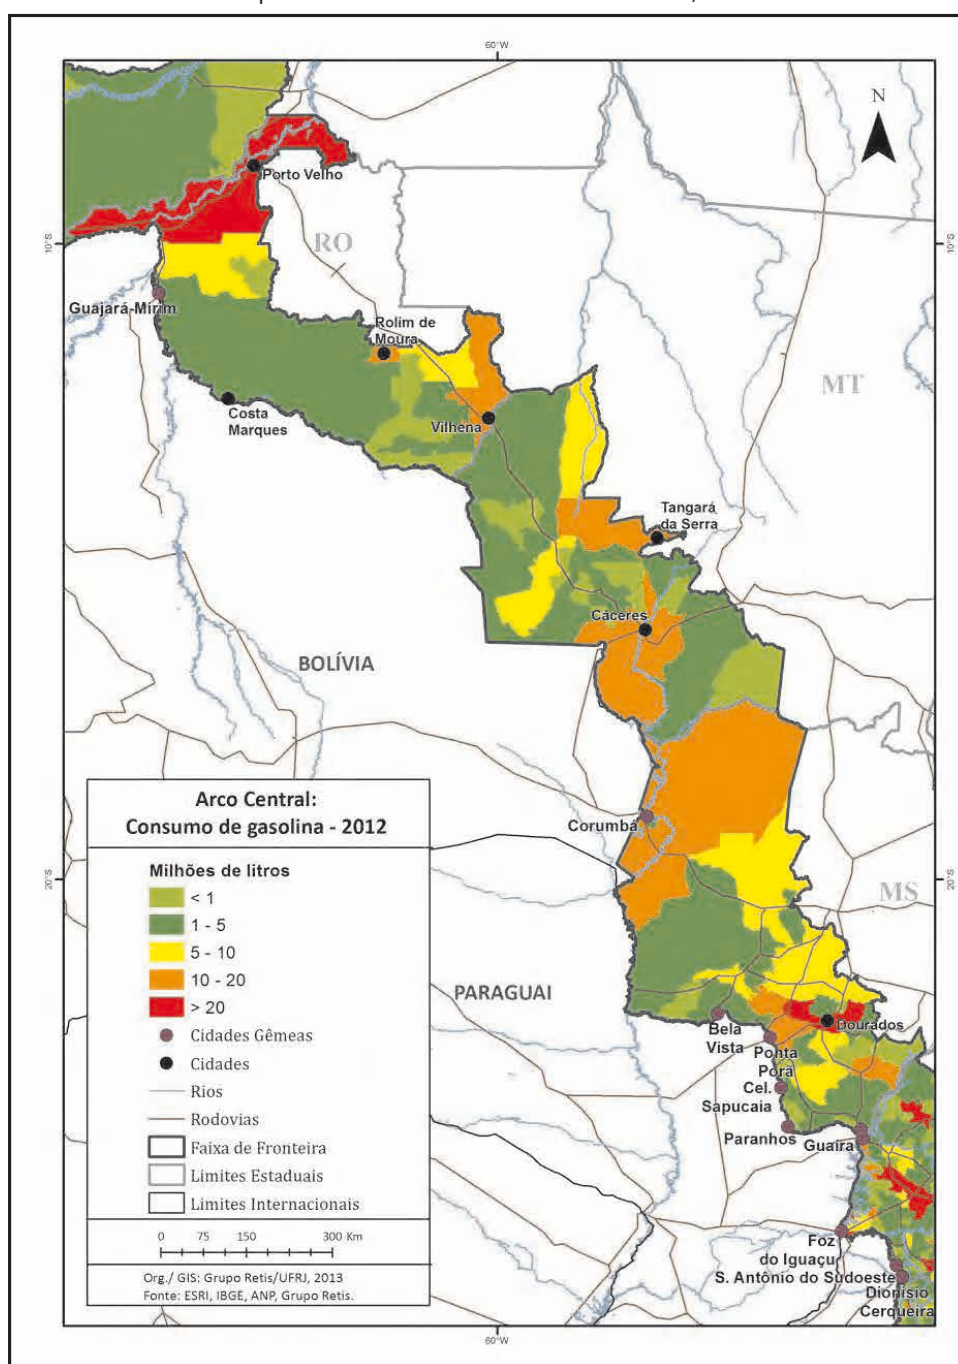 60°W
N
Porto Velho
10°S
10°S
RO
Guajará-Mirim
Rolim de
Moura
MT
Costa
Marques
Vilhena
Tangará
da Serra
Cáceres
BOLÍVIA
Arco Central:
Consumo de gasolina - 2012
Corumbá
Milhões de litros
< 1
1 - 5
5 - 10
10 - 20
> 20
Cidades Gêmeas
Cidades
Rios
Rodovias
Faixa de Fronteira
Limites Estaduais
Limites Internacionais
0 75 150 300 Km
Org./ GIS: Grupo Retis/UFRJ, 2013
Fonte: ESRI, IBGE, ANP, Grupo Retis.
20°S
20°S
MS
PARAGUAI
Bela
Vista
Dourados
Ponta
Porã
Cel.
Sapucaia
Paranhos
Guaíra
Foz
do Iguaçu
S. Antônio do Sudoeste
Dionísio
Cerqueira
60°W